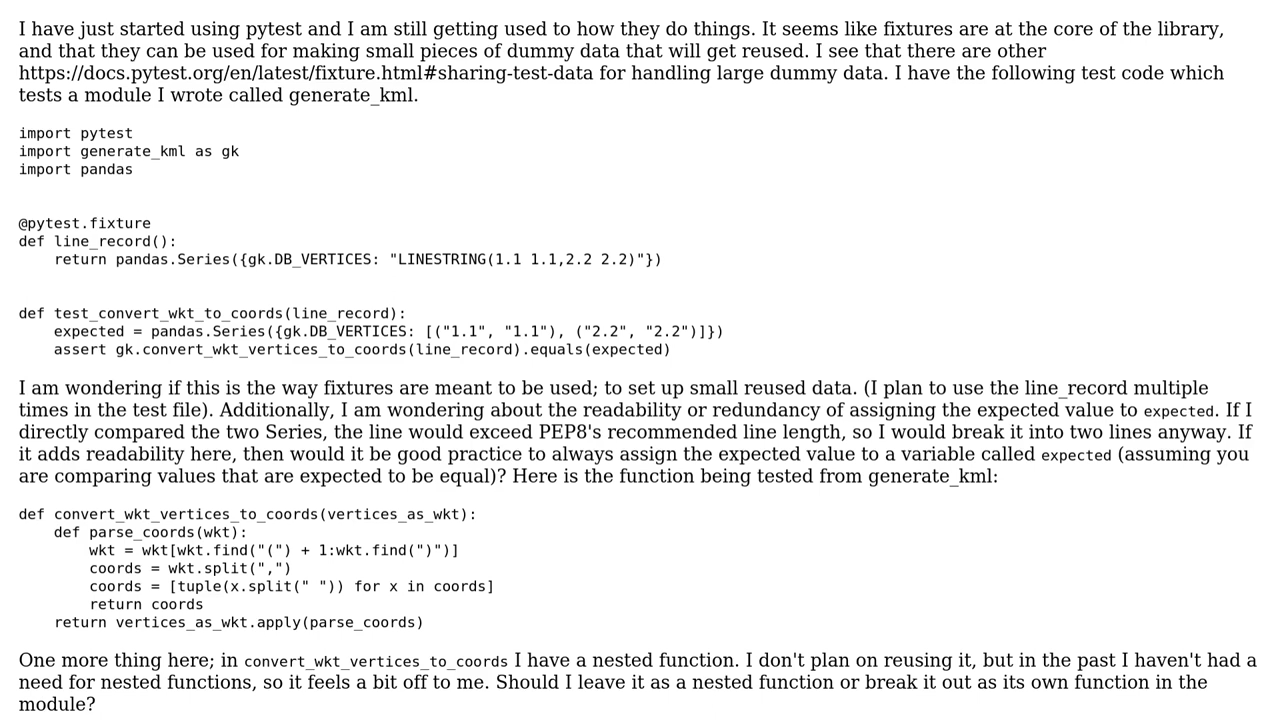 I have just started using pytest and I am still getting used to how they do things. It seems like fixtures are at the core of the library,
and that they can be used for making small pieces of dummy data that will get reused. I see that there are other
https://docs.pytest.org/en/latest/fixture.html#sharing-test-data for handling large dummy data. I have the following test code which
tests a module I wrote called generate_kml.
import pytest
import generate_kml as gk
import pandas
@pytest.fixture
def line_record():
    return pandas.Series({gk.DB_VERTICES: "LINESTRING(1.1 1.1,2.2 2.2)"})
def test_convert_wkt_to_coords(line_record):
    expected = pandas.Series({gk.DB_VERTICES: [("1.1", "1.1"), ("2.2", "2.2")]})
    assert gk.convert_wkt_vertices_to_coords(line_record).equals(expected)
I am wondering if this is the way fixtures are meant to be used; to set up small reused data. (I plan to use the line_record multiple
times in the test file). Additionally, I am wondering about the readability or redundancy of assigning the expected value to expected. If I
directly compared the two Series, the line would exceed PEP8's recommended line length, so I would break it into two lines anyway. If
it adds readability here, then would it be good practice to always assign the expected value to a variable called expected (assuming you
are comparing values that are expected to be equal)? Here is the function being tested from generate_kml:
def convert_wkt_vertices_to_coords(vertices_as_wkt):
    def parse_coords(wkt):
        wkt = wkt[wkt.find("(") + 1:wkt.find(")")]
        coords = wkt.split(",")
        coords = [tuple(x.split(" ")) for x in coords]
        return coords
    return vertices_as_wkt.apply(parse_coords)
One more thing here; in convert_wkt_vertices_to_coords I have a nested function. I don't plan on reusing it, but in the past I haven't had a
need for nested functions, so it feels a bit off to me. Should I leave it as a nested function or break it out as its own function in the
module?